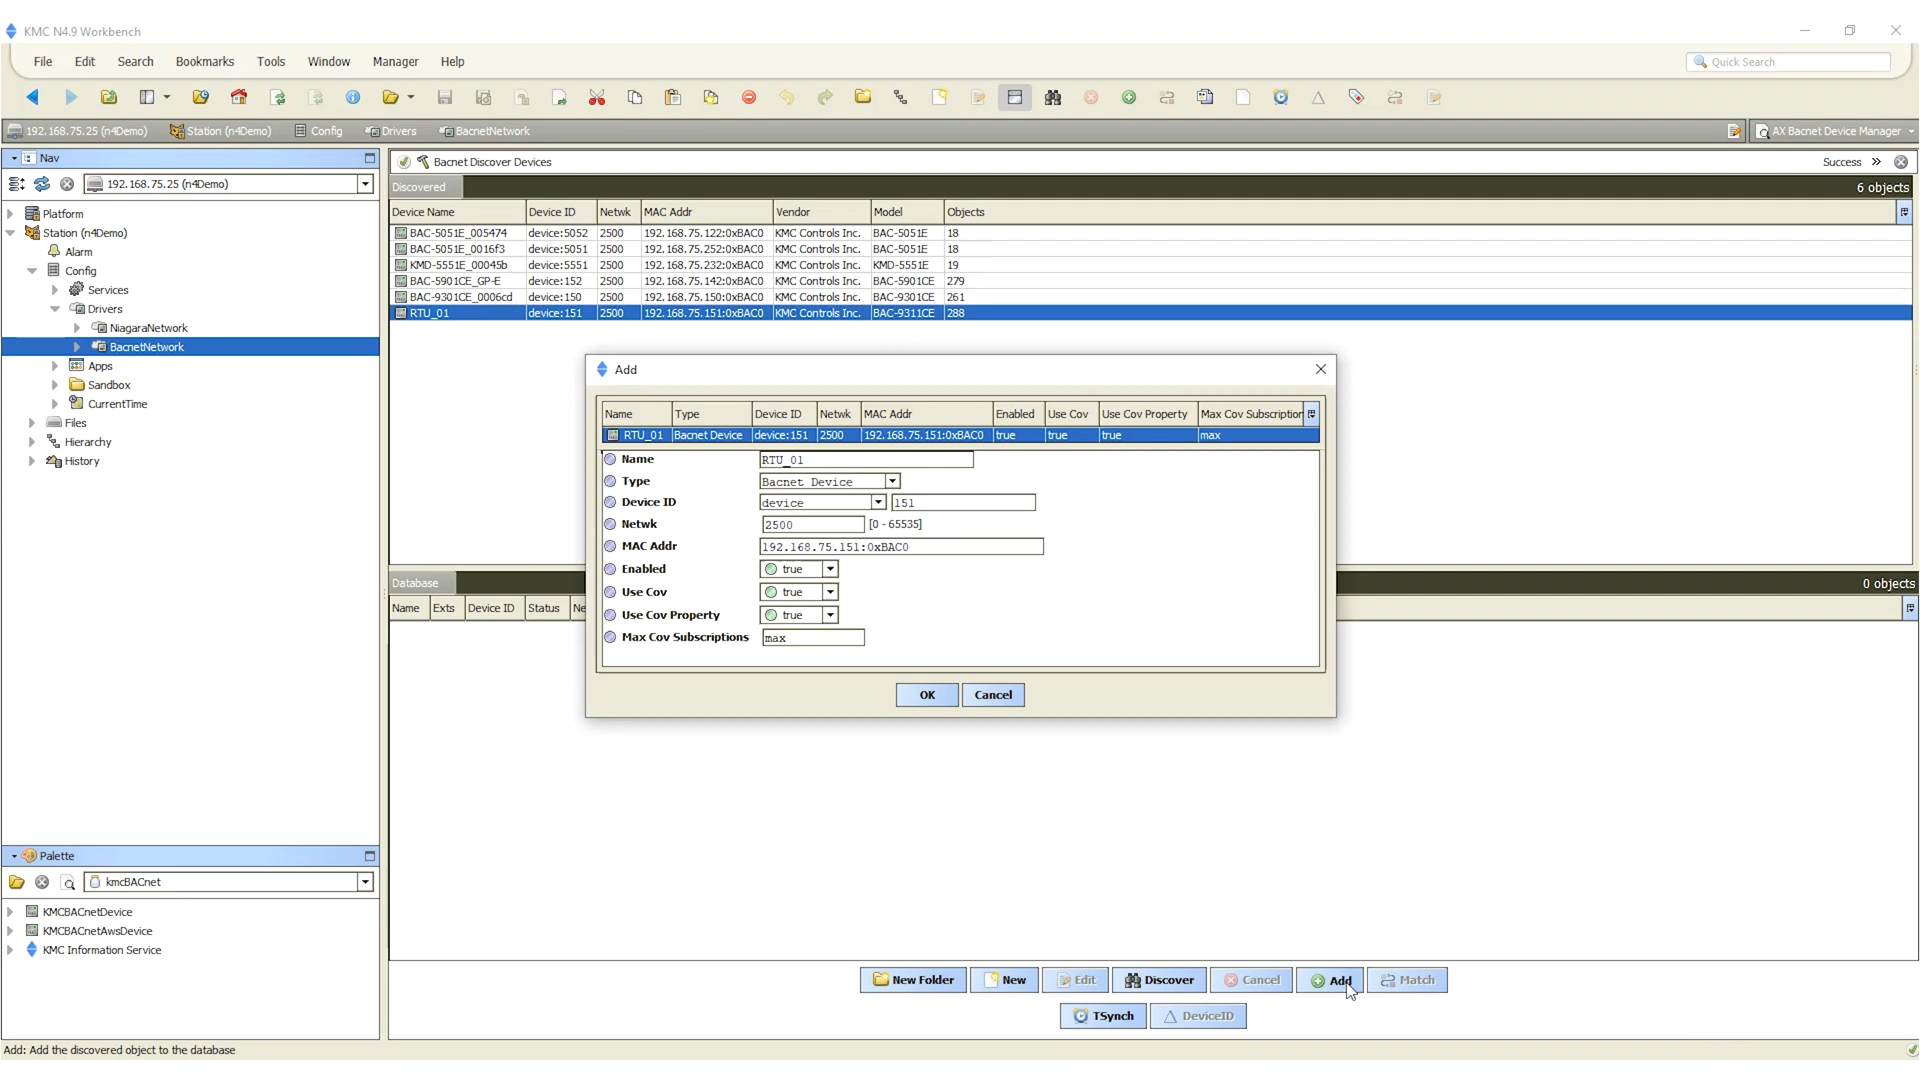 KMC N4.9 Workbench
File Edit Search Bookmarks Tools Window Manager Help
Quick Search
192.168.75.25 (n4Demo) Station (n4Demo) Config Drivers BacnetNetwork AX Bacnet Device Manager
Nav
192.168.75.25 (n4Demo)
Platform
Station (n4Demo)
Alarm
Config
Services
Drivers
NiagaraNetwork
BacnetNetwork
Apps
Sandbox
CurrentTime
Files
Hierarchy
History
Palette
kmcBACnet
KMCBACnetDevice
KMCBACnetAwsDevice
KMC Information Service
Bacnet Discover Devices Success »
Discovered 6 objects
Device Name Device ID Netwk MAC Addr Vendor Model Objects
BAC-5051E_005474 device:5052 2500 192.168.75.122:0xBAC0 KMC Controls Inc. BAC-5051E 18
BAC-5051E_0016f3 device:5051 2500 192.168.75.252:0xBAC0 KMC Controls Inc. BAC-5051E 18
KMD-5551E_00045b device:5551 2500 192.168.75.232:0xBAC0 KMC Controls Inc. KMD-5551E 19
BAC-5901CE_GP-E device:152 2500 192.168.75.142:0xBAC0 KMC Controls Inc. BAC-5901CE 279
BAC-9301CE_0006cd device:150 2500 192.168.75.150:0xBAC0 KMC Controls Inc. BAC-9301CE 261
RTU_01 device:151 2500 192.168.75.151:0xBAC0 KMC Controls Inc. BAC-9311CE 288
Add
Name Type Device ID Netwk MAC Addr Enabled Use Cov Use Cov Property Max Cov Subscription
RTU_01 Bacnet Device device:151 2500 192.168.75.151:0xBAC0 true true true max
Name RTU_01
Type Bacnet Device
Device ID device 151
Netwk 2500 [0 - 65535]
MAC Addr 192.168.75.151:0xBAC0
Enabled true
Use Cov true
Use Cov Property true
Max Cov Subscriptions max
OK Cancel
Database 0 objects
Name Exts Device ID Status Ne
New Folder New Edit Discover Cancel Add Match
TSynch DeviceID
Add: Add the discovered object to the database